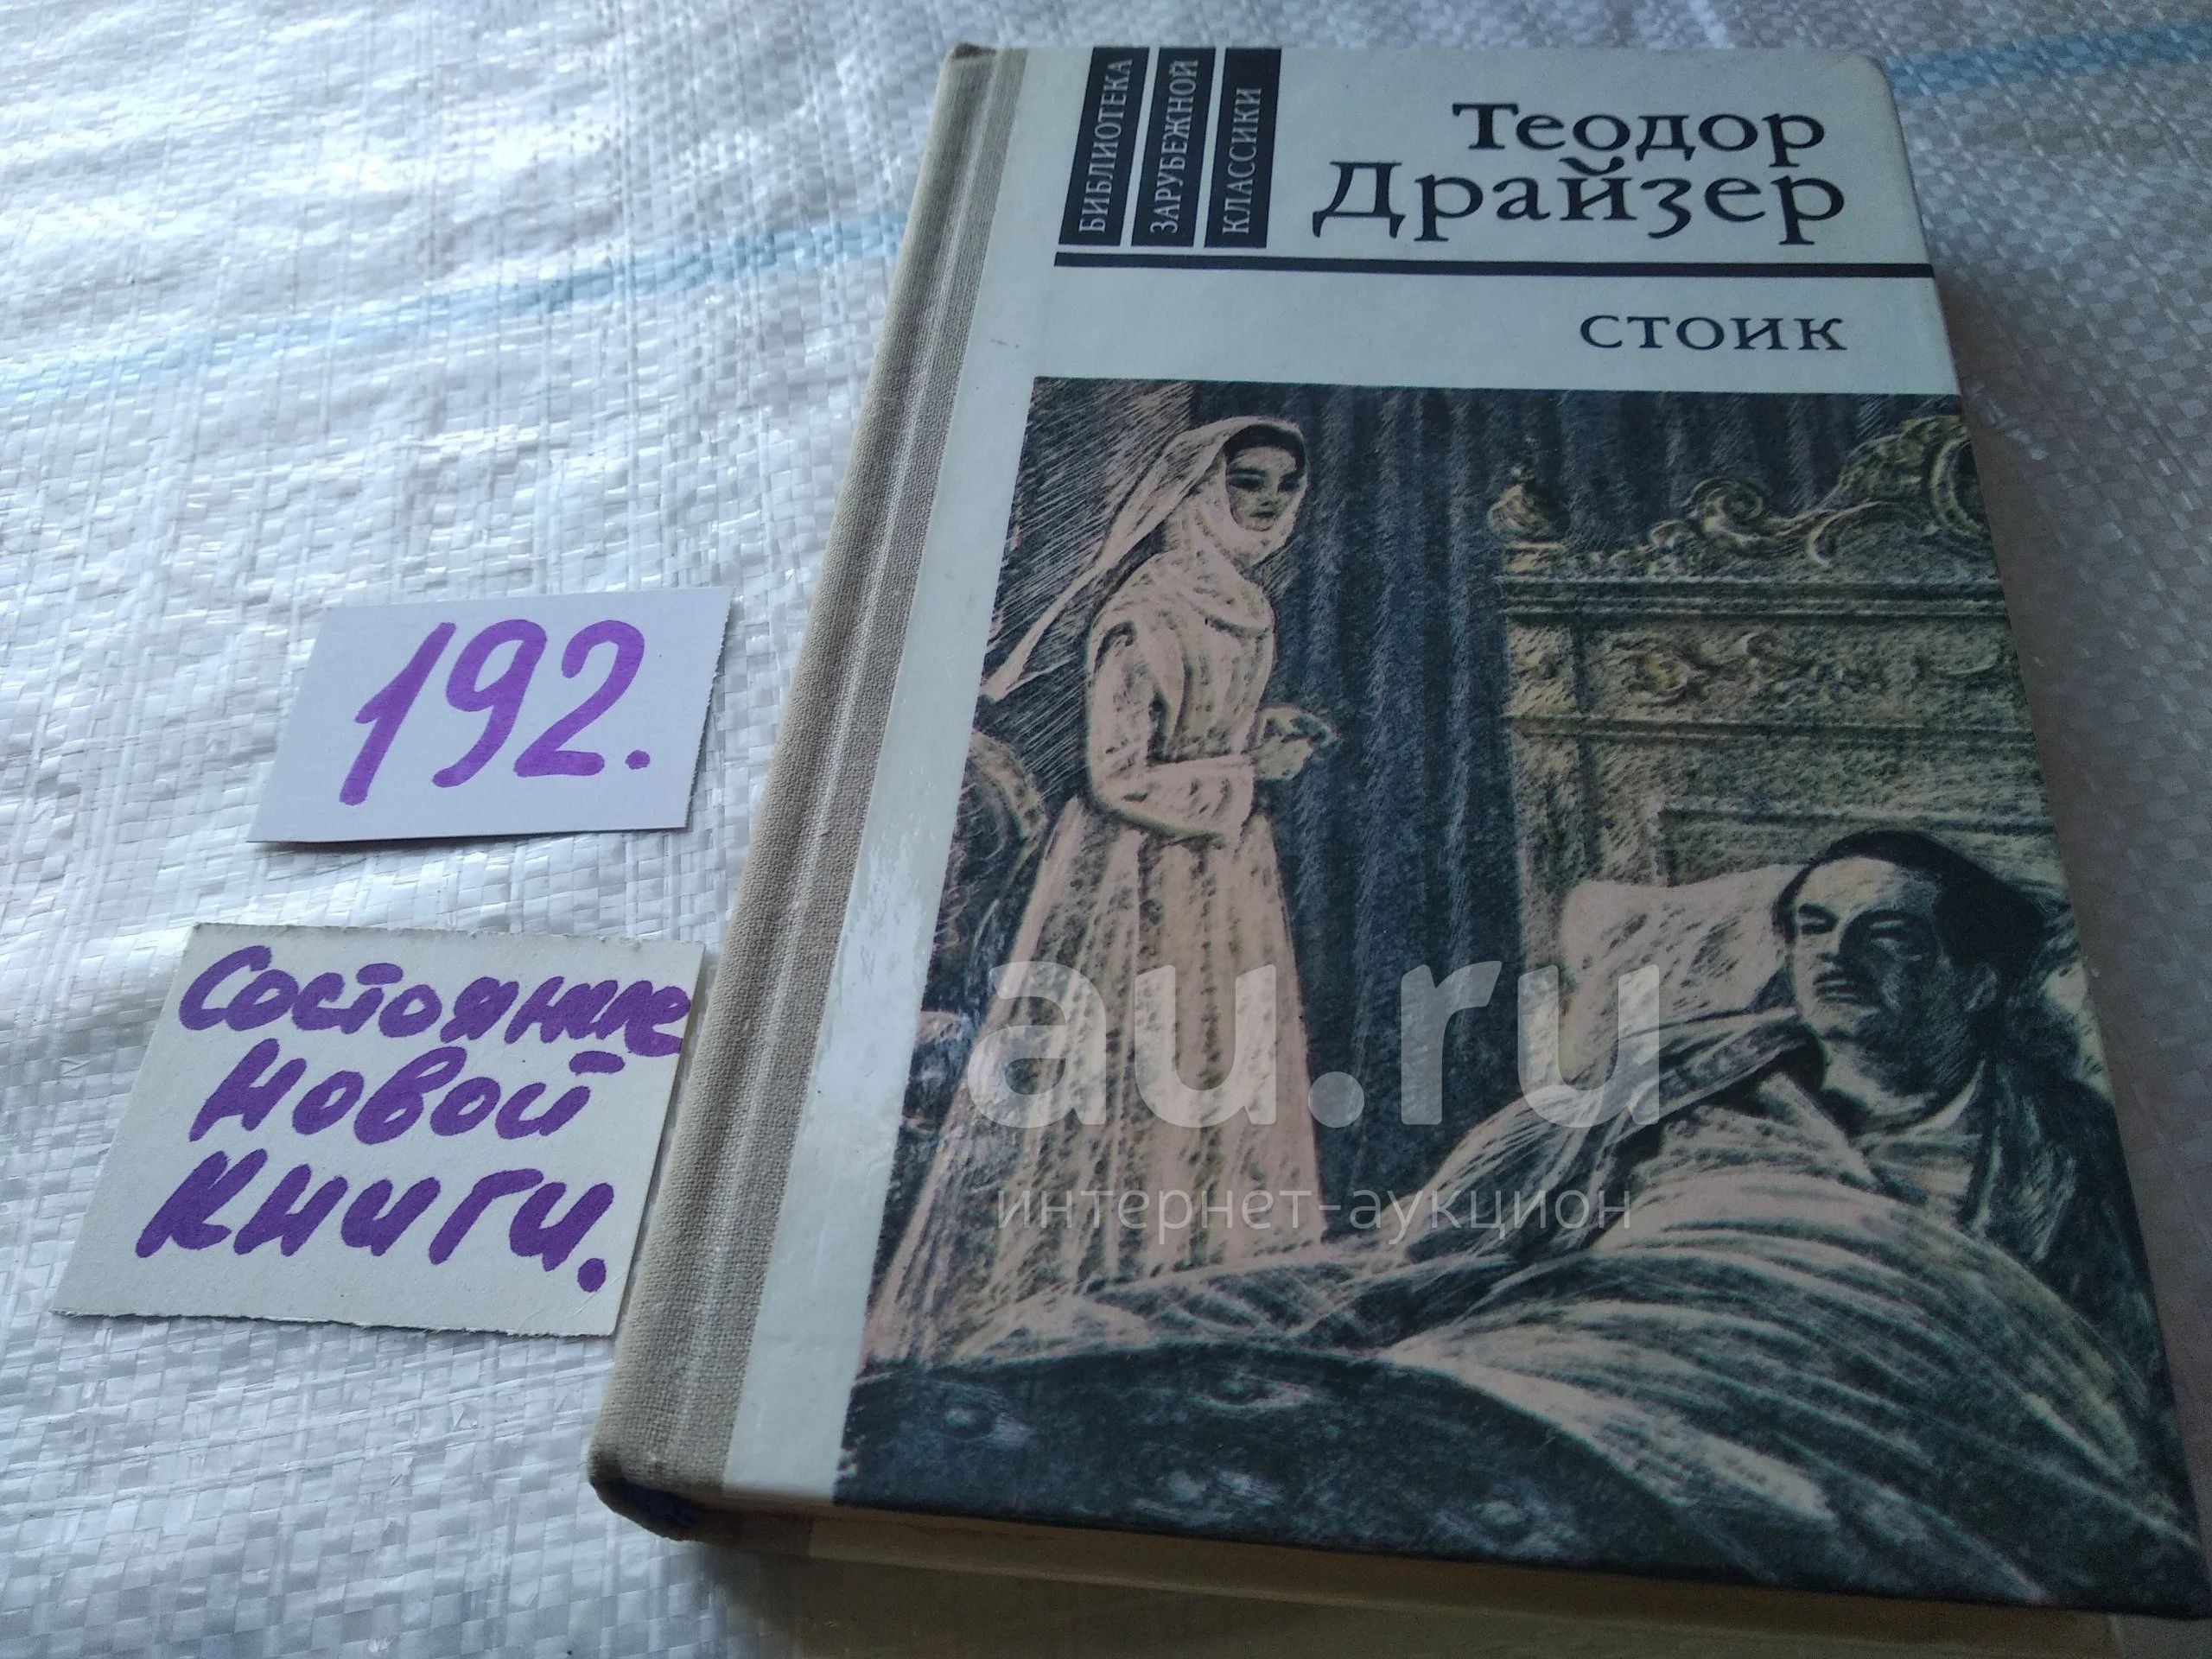 БИБЛИОТЕКА
ЗАРУБЕЖНОЙ
КЛАССИКИ
Теодор
Драйзер
СТОИК
192.
Состояние
новой
книги.
au.ru
интернет-аукцион